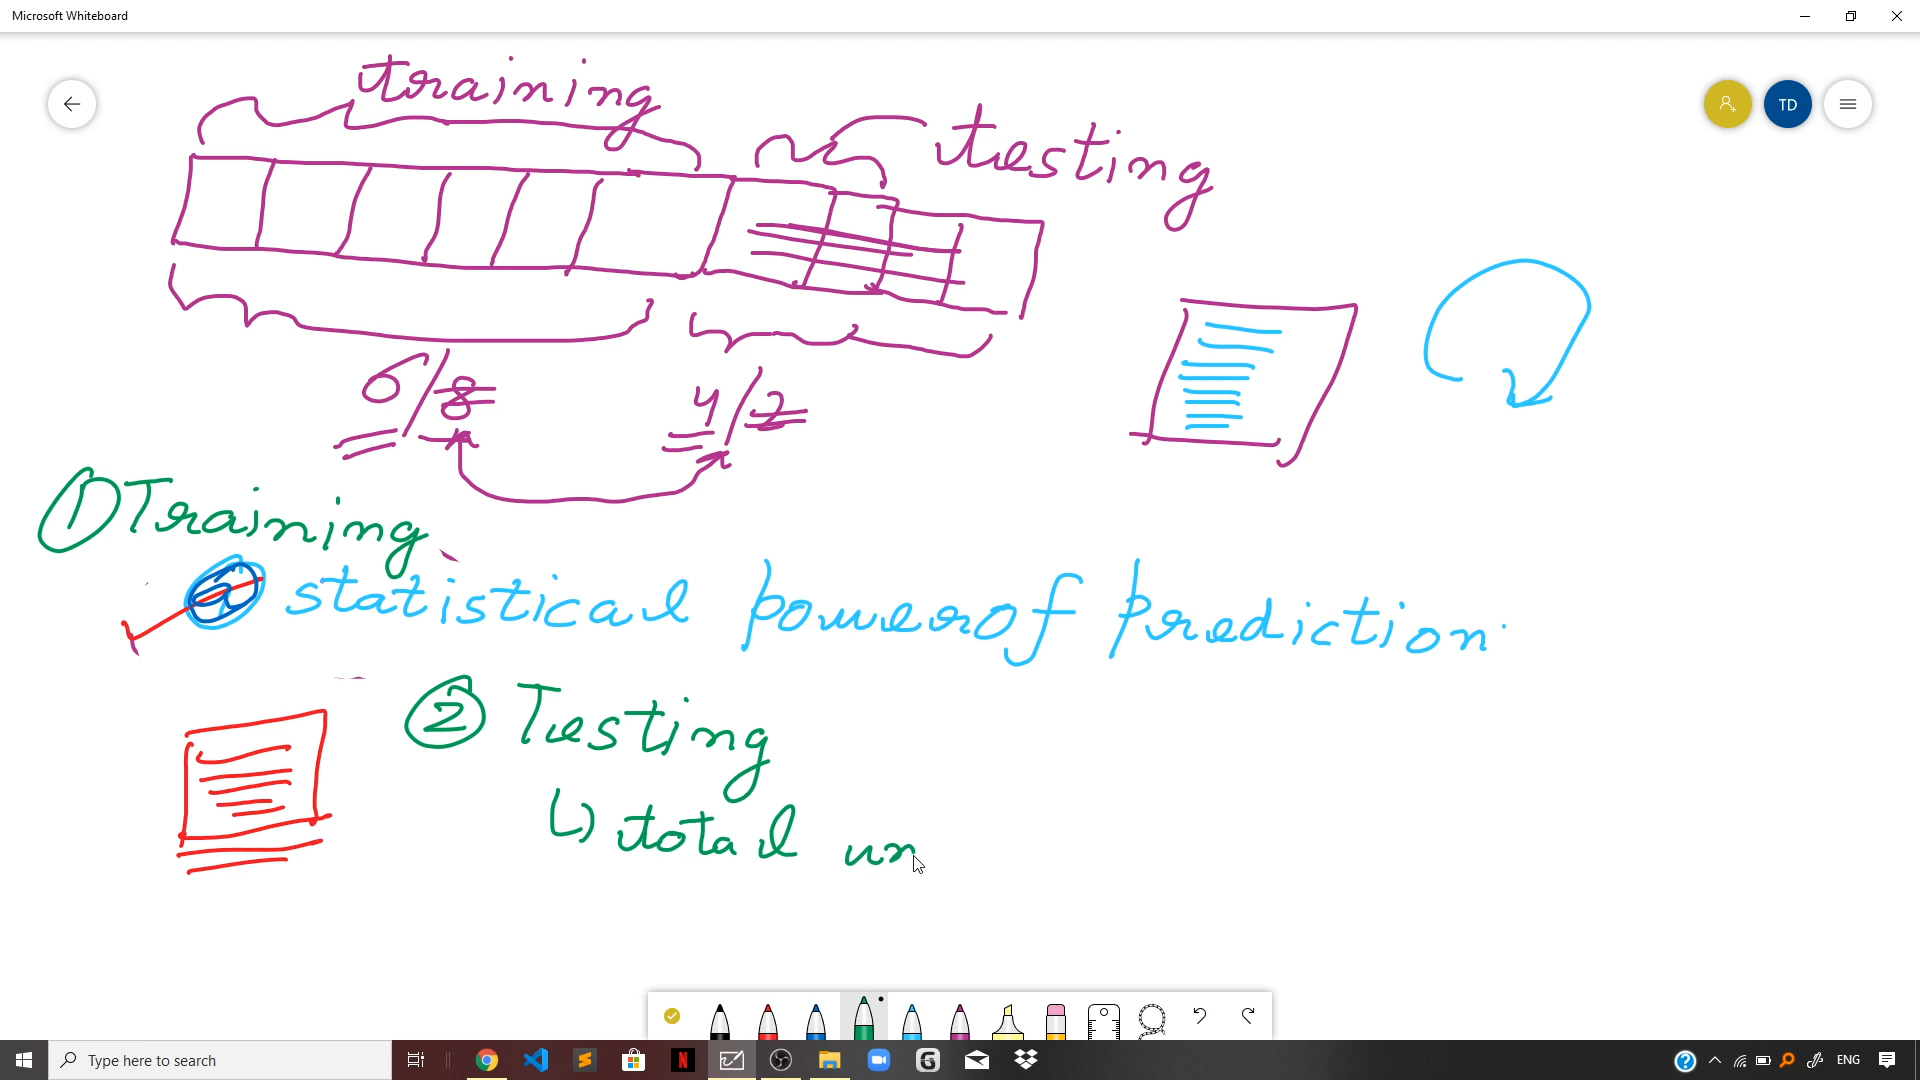 Microsoft Whiteboard
training
testing
TD
6/8 4/2
① Training
statistical power of prediction.
② Testing
↳) total un
Type here to search
ENG